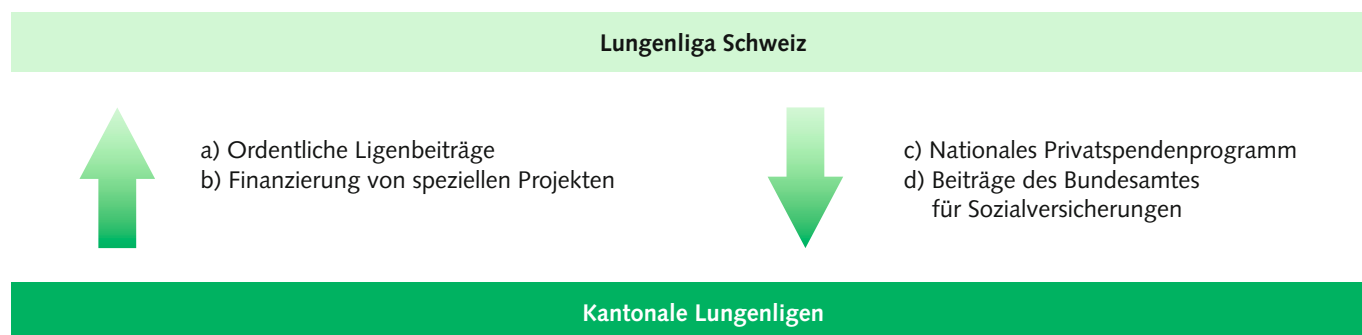 Lungenliga Schweiz
a) Ordentliche Ligenbeiträge
b) Finanzierung von speziellen Projekten
c) Nationales Privatspendenprogramm
d) Beiträge des Bundesamtes
für Sozialversicherungen
Kantonale Lungenligen